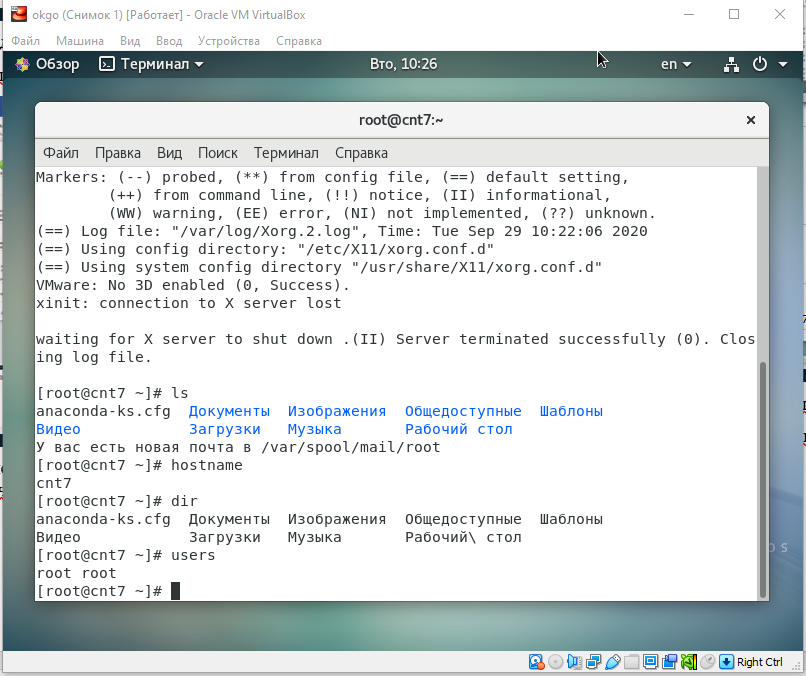 okgo (Снимок 1) [Работает] - Oracle VM VirtualBox
Файл Машина Вид Ввод Устройства Справка
Обзор Терминал Вто, 10:26 en
root@cnt7:~
Файл Правка Вид Поиск Терминал Справка
Markers: (--) probed, (**) from config file, (==) default setting,
(++) from command line, (!!) notice, (II) informational,
(WW) warning, (EE) error, (NI) not implemented, (??) unknown.
(==) Log file: "/var/log/Xorg.2.log", Time: Tue Sep 29 10:22:06 2020
(==) Using config directory: "/etc/X11/xorg.conf.d"
(==) Using system config directory "/usr/share/X11/xorg.conf.d"
VMware: No 3D enabled (0, Success).
xinit: connection to X server lost
waiting for X server to shut down .(II) Server terminated successfully (0). Clos
ing log file.
[root@cnt7 ~]# ls
anaconda-ks.cfg Документы Изображения Общедоступные Шаблоны
Видео Загрузки Музыка Рабочий стол
У вас есть новая почта в /var/spool/mail/root
[root@cnt7 ~]# hostname
cnt7
[root@cnt7 ~]# dir
anaconda-ks.cfg Документы Изображения Общедоступные Шаблоны
Видео Загрузки Музыка Рабочий\ стол
[root@cnt7 ~]# users
root root
[root@cnt7 ~]#
Right Ctrl